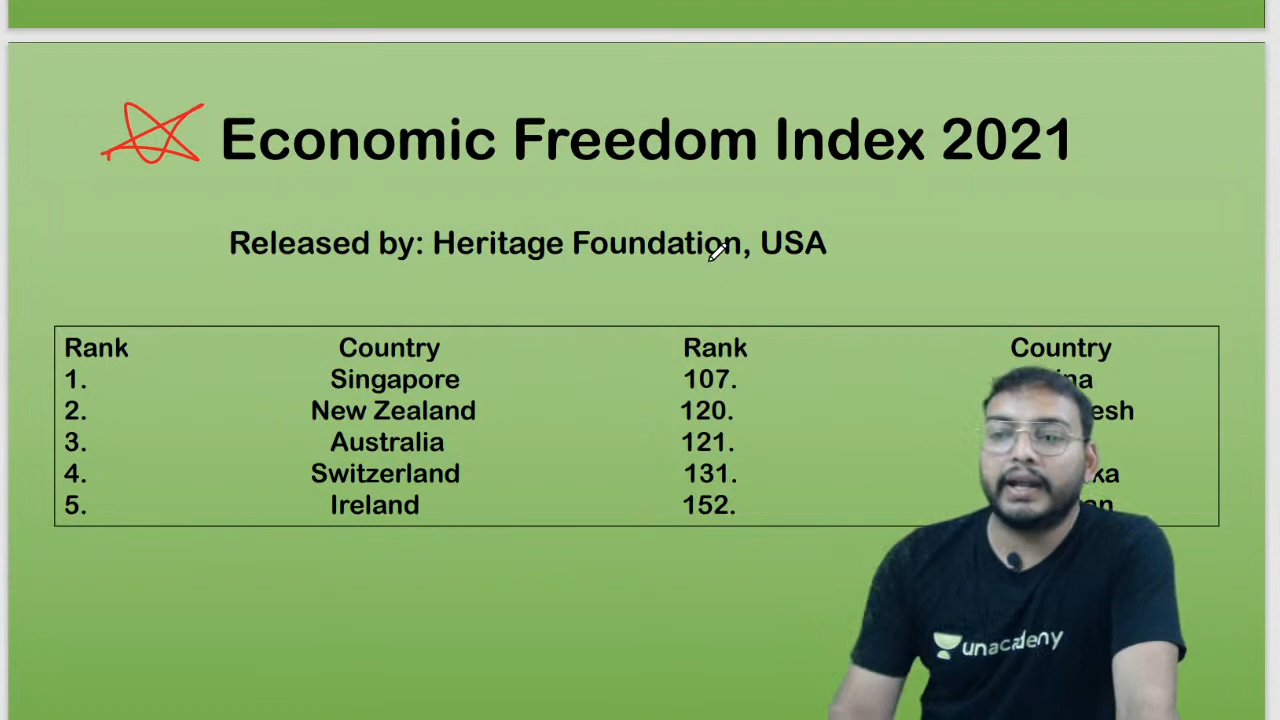 Economic Freedom Index 2021
Released by: Heritage Foundation, USA
Rank Country Rank Country
1. Singapore 107.
2. New Zealand 120.
3. Australia 121.
4. Switzerland 131.
5. Ireland 152.
unacademy